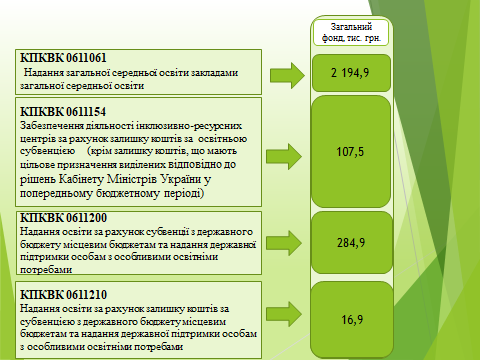 Загальний
фонд, тис. грн.
КПКВК 0611061
Надання загальної середньої освіти закладами
загальної середньої освіти
2 194,9
КПКВК 0611154
Забезпечення діяльності інклюзивно-ресурсних
центрів за рахунок залишку коштів за освітньою
субвенцією (крім залишку коштів, що мають
цільове призначення виділених відповідно до
рішень Кабінету Міністрів України у
попередньому бюджетному періоді)
107,5
КПКВК 0611200
Надання освіти за рахунок субвенції з державного
бюджету місцевим бюджетам та надання державної
підтримки особам з особливими освітніми
потребами
284,9
КПКВК 0611210
Надання освіти за рахунок залишку коштів за
субвенцією з державного бюджету місцевим
бюджетам та надання державної підтримки особам
з особливими освітніми потребами
16,9